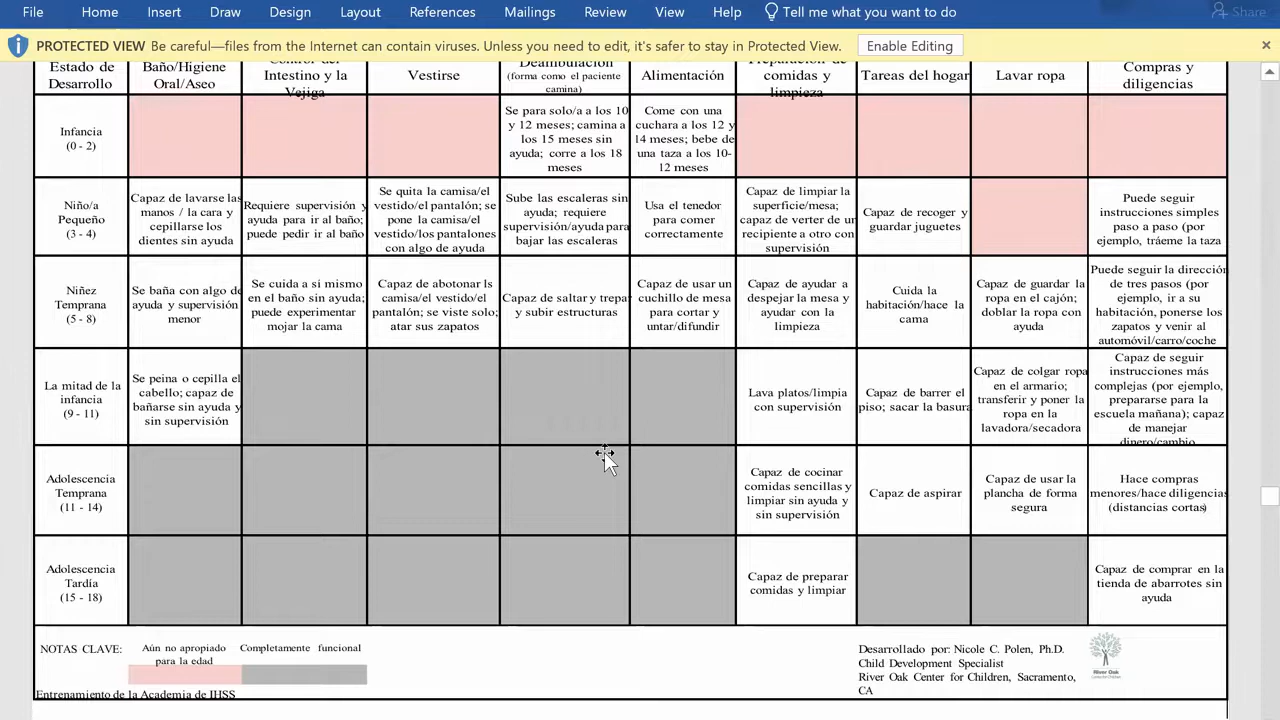 File Home Insert Draw Design Layout References Mailings Review View Help Tell me what you want to do Share
PROTECTED VIEW Be careful—files from the Internet can contain viruses. Unless you need to edit, it's safer to stay in Protected View. Enable Editing
Estado de
Desarrollo
Baño/Higiene
Oral/Aseo
Control del
Intestino y la
Vejiga
Vestirse
Deambulación
(forma como el paciente
camina)
Alimentación
Preparación de
comidas y
limpieza
Tareas del hogar
Lavar ropa
Compras y
diligencias
Infancia
(0 - 2)
Se para solo/a a los 10
y 12 meses; camina a
los 15 meses sin
ayuda; corre a los 18
meses
Come con una
cuchara a los 12 y
14 meses; bebe de
una taza a los 10-
12 meses
Niño/a
Pequeño
(3 - 4)
Capaz de lavarse las
manos / la cara y
cepillarse los
dientes sin ayuda
Requiere supervisión y
ayuda para ir al baño;
puede pedir ir al baño
Se quita la camisa/el
vestido/el pantalón; se
pone la camisa/el
vestido/los pantalones
con algo de ayuda
Sube las escaleras sin
ayuda; requiere
supervisión/ayuda para
bajar las escaleras
Usa el tenedor
para comer
correctamente
Capaz de limpiar la
superficie/mesa;
capaz de verter de un
recipiente a otro con
supervisión
Capaz de recoger y
guardar juguetes
Puede seguir
instrucciones simples
paso a paso (por
ejemplo, tráeme la taza
Niñez
Temprana
(5 - 8)
Se baña con algo de
ayuda y supervisión
menor
Se cuida a si mismo
en el baño sin ayuda;
puede experimentar
mojar la cama
Capaz de abotonar ls
camisa/el vestido/el
pantalón; se viste solo;
atar sus zapatos
Capaz de saltar y trepar
y subir estructuras
Capaz de usar un
cuchillo de mesa
para cortar y
untar/difundir
Capaz de ayudar a
despejar la mesa y
ayudar con la
limpieza
Cuida la
habitación/hace la
cama
Capaz de guardar la
ropa en el cajón;
doblar la ropa con
ayuda
Puede seguir la dirección
de tres pasos (por
ejemplo, ir a su
habitación, ponerse los
zapatos y venir al
automóvil/carro/coche
La mitad de la
infancia
(9 - 11)
Se peina o cepilla el
cabello; capaz de
bañarse sin ayuda y
sin supervisión
Lava platos/limpia
con supervisión
Capaz de barrer el
piso; sacar la basura
Capaz de colgar ropa
en el armario;
transferir y poner la
ropa en la
lavadora/secadora
Capaz de seguir
instrucciones más
complejas (por ejemplo,
prepararse para la
escuela mañana); capaz
de manejar
dinero/cambio
Adolescencia
Temprana
(11 - 14)
Capaz de cocinar
comidas sencillas y
limpiar sin ayuda y
sin supervisión
Capaz de aspirar
Capaz de usar la
plancha de forma
segura
Hace compras
menores/hace diligencias
(distancias cortas)
Adolescencia
Tardía
(15 - 18)
Capaz de preparar
comidas y limpiar
Capaz de comprar en la
tienda de abarrotes sin
ayuda
NOTAS CLAVE:
Aún no apropiado
para la edad
Completamente funcional
Desarrollado por: Nicole C. Polen, Ph.D.
Child Development Specialist
River Oak Center for Children, Sacramento,
CA
River Oak
Entrenamiento de la Academia de IHSS